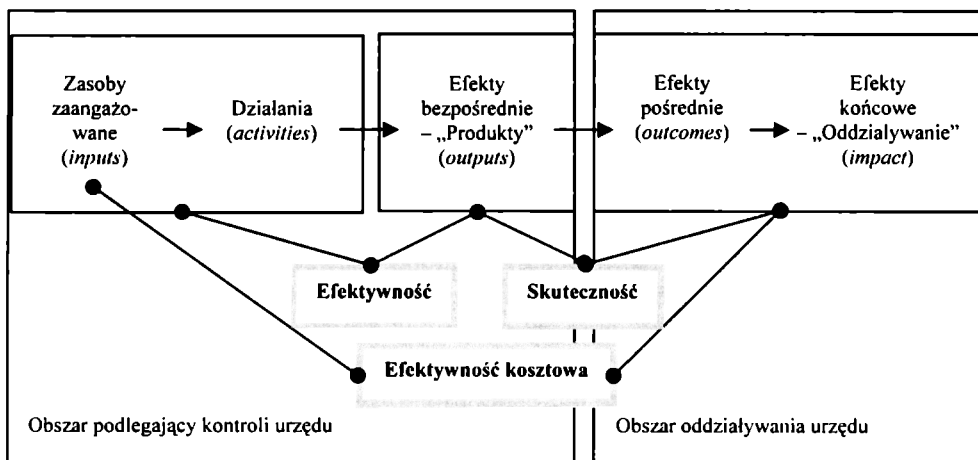 Zasoby
zaangażo-
wane
(inputs)
Działania
(activities)
Efekty
bezpośrednie
– „Produkty”
(outputs)
Efekty
pośrednie
(outcomes)
Efekty
końcowe
– „Oddziaływanie”
(impact)
Efektywność
Skuteczność
Efektywność kosztowa
Obszar podlegający kontroli urzędu
Obszar oddziaływania urzędu